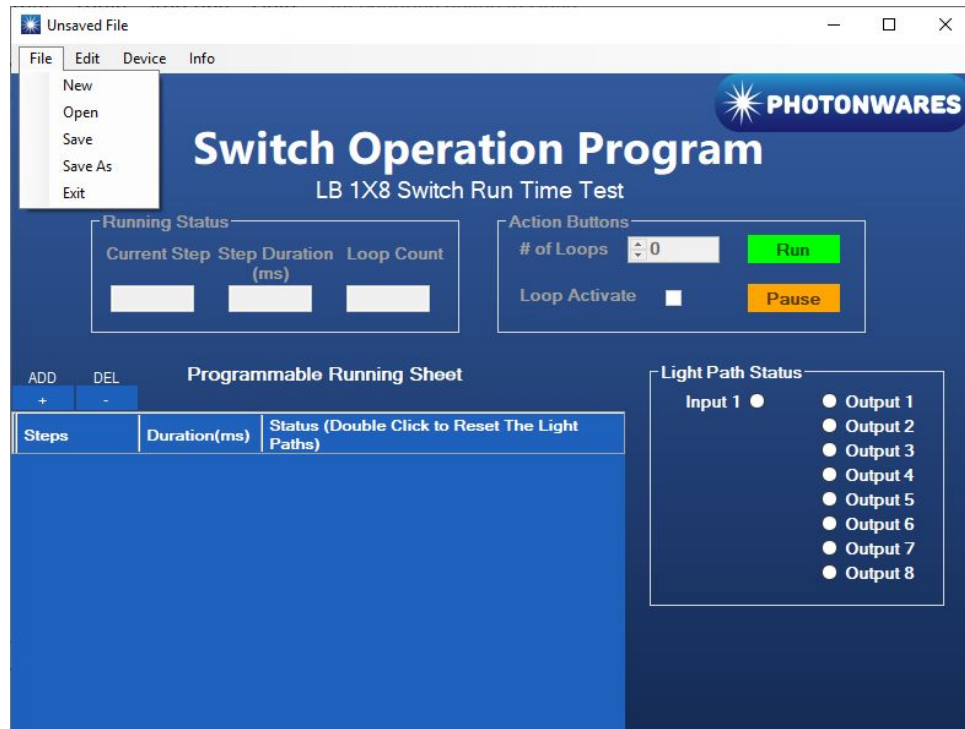 Unsaved File
File Edit Device Info
New
Open
Save
Save As
Exit
PHOTONWARES
Switch Operation Program
LB 1X8 Switch Run Time Test
Running Status
Current Step Step Duration (ms) Loop Count
Action Buttons
# of Loops 0 Run
Loop Activate Pause
ADD DEL
+ -
Programmable Running Sheet
Steps Duration(ms) Status (Double Click to Reset The Light
Paths)
Light Path Status
Input 1 Output 1
Output 2
Output 3
Output 4
Output 5
Output 6
Output 7
Output 8